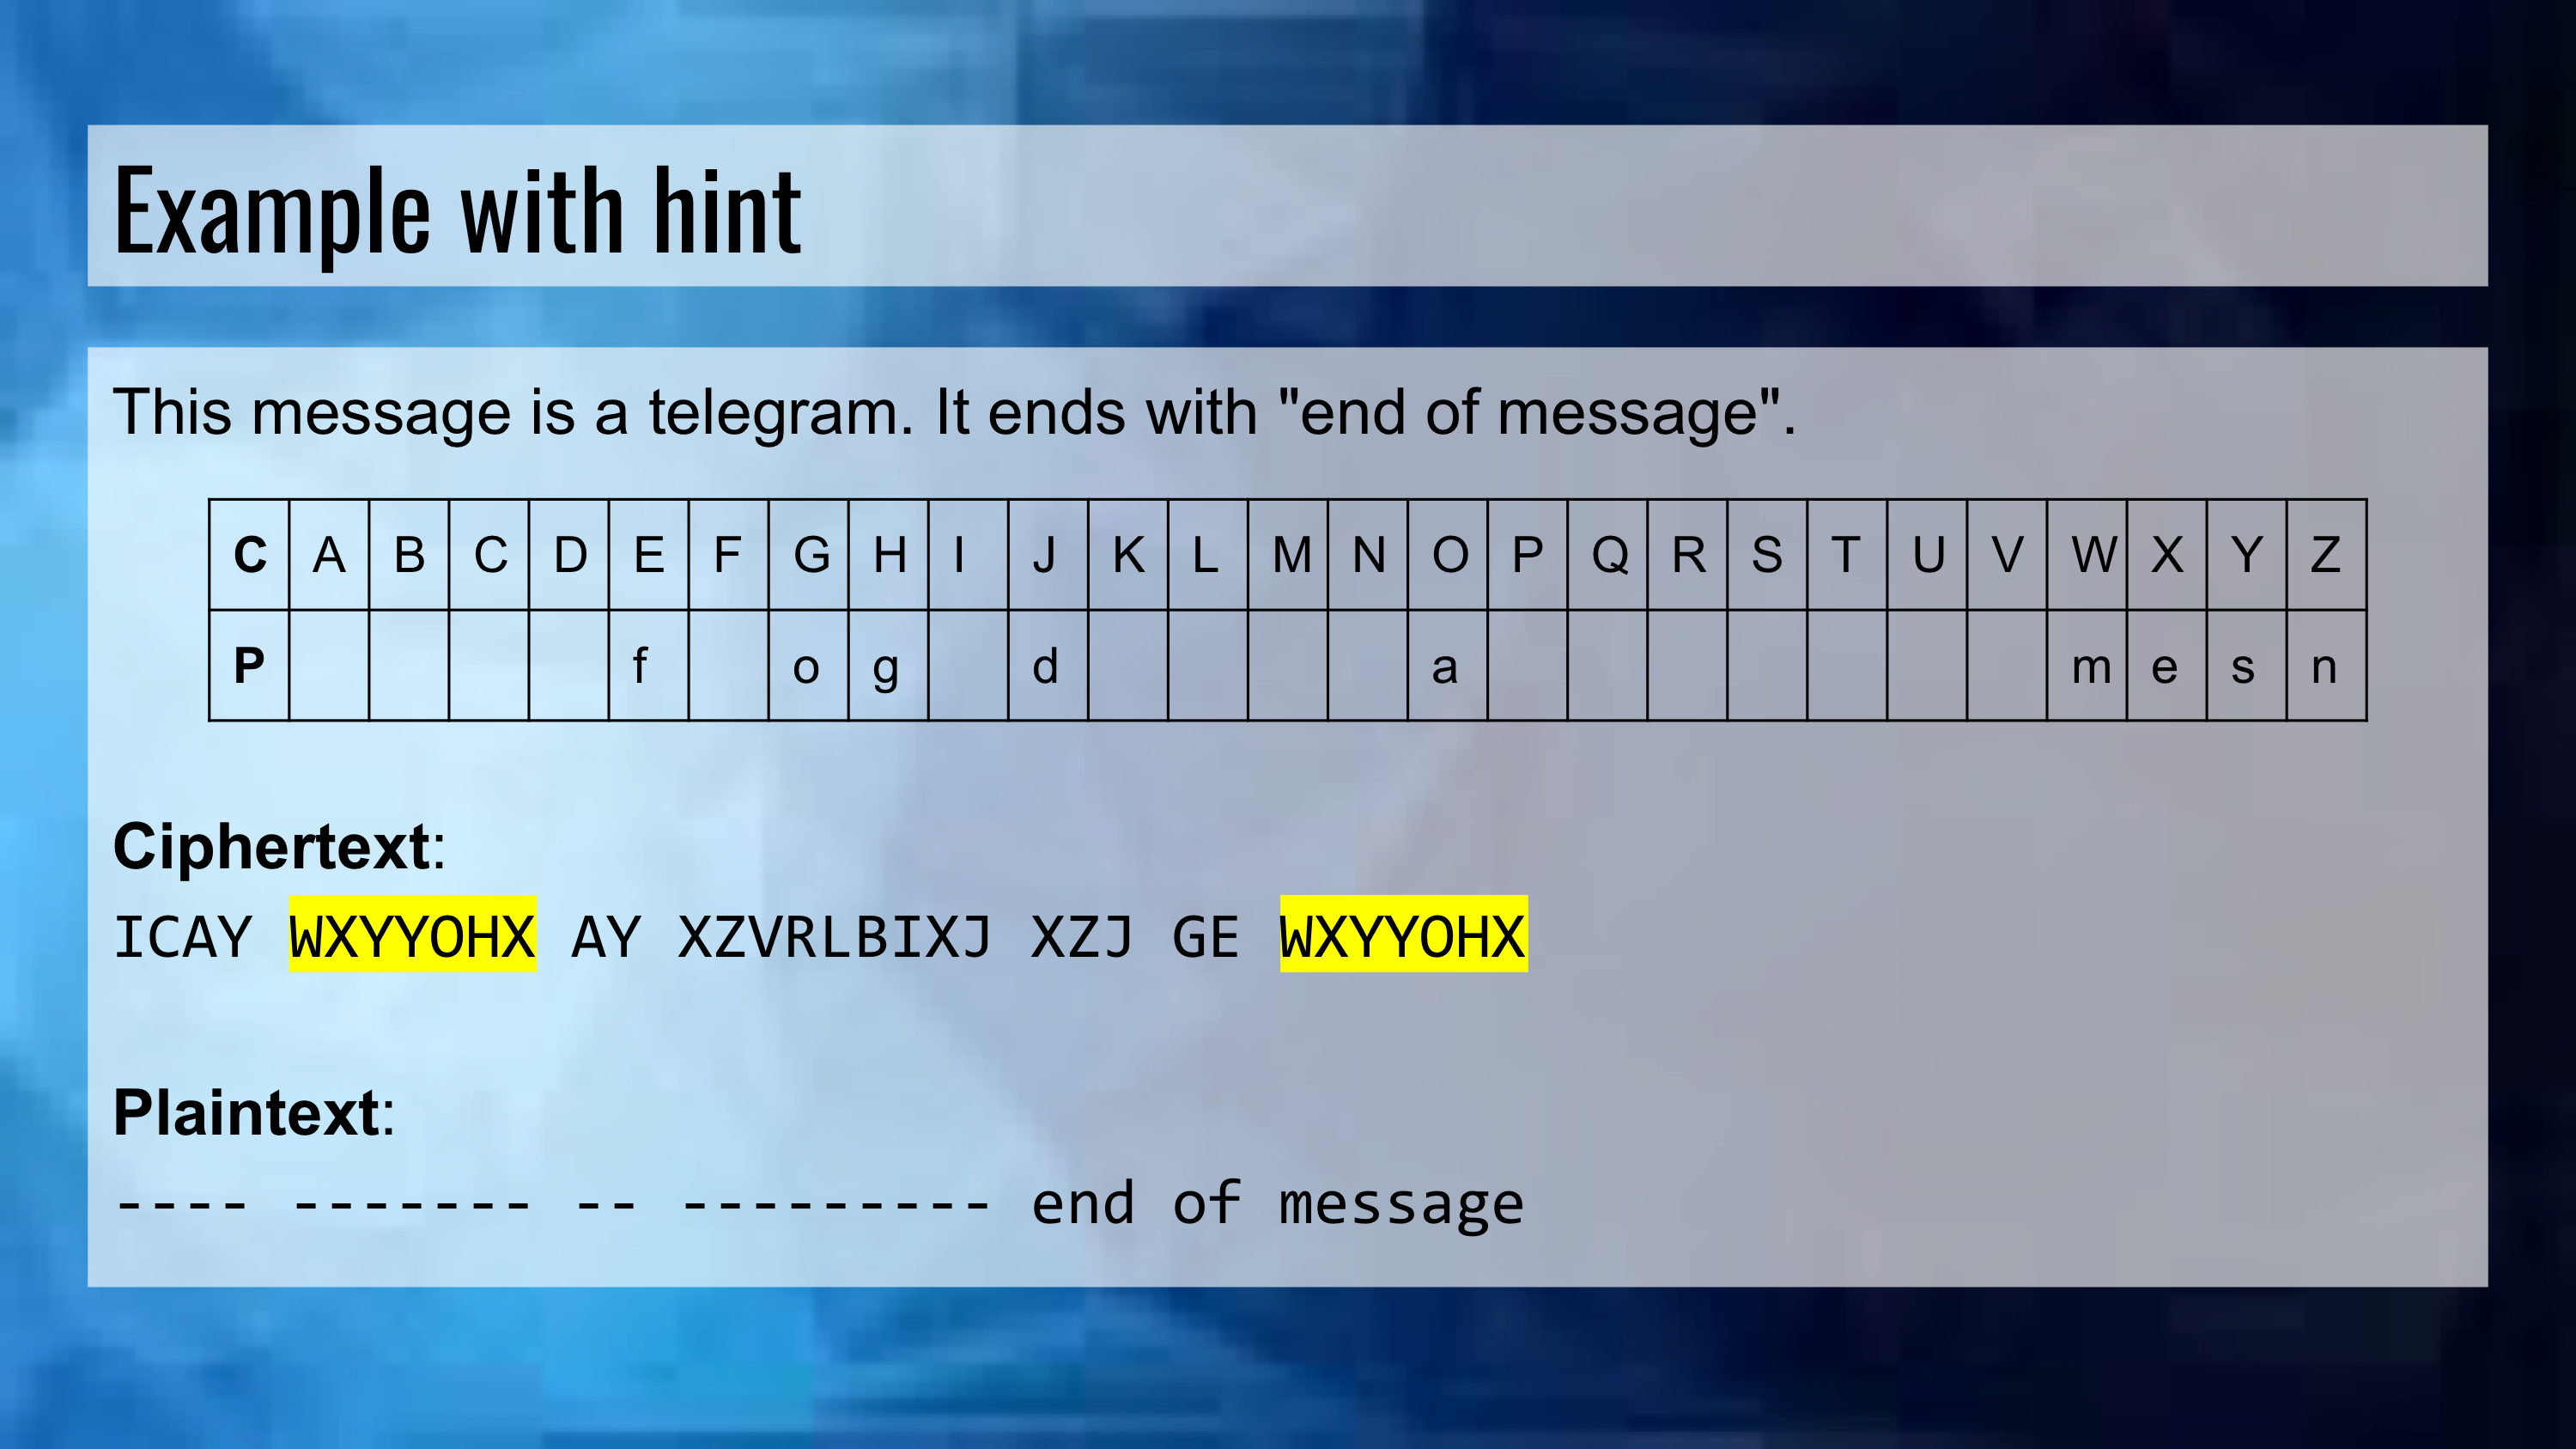 Example with hint
This message is a telegram. It ends with "end of message".
C A B C D E F G H I J K L M N O P Q R S T U V W X Y Z
P f o g d a m e s n
Ciphertext:
ICAY WXYYOHX AY XZVRLBIXJ XZJ GE WXYYOHX
Plaintext:
---- ------- -- --------- end of message